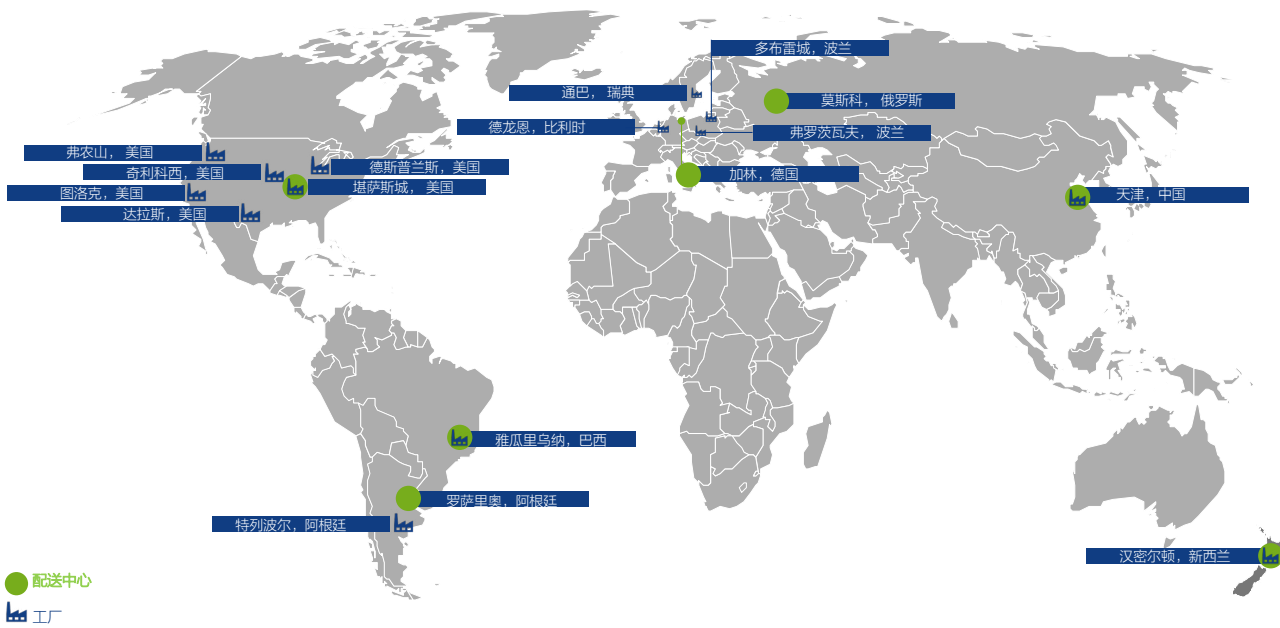 多布雷城，波兰
通巴， 瑞典
莫斯科， 俄罗斯
德龙恩，比利时
弗罗茨瓦夫， 波兰
弗农山， 美国
德斯普兰斯，美国
奇利科西，美国
加林，德国
堪萨斯城， 美国
图洛克，美国
天津，中国
达拉斯，美国
雅瓜里乌纳，巴西
罗萨里奥，阿根廷
特列波尔，阿根廷
汉密尔顿，新西兰
配送中心
工厂